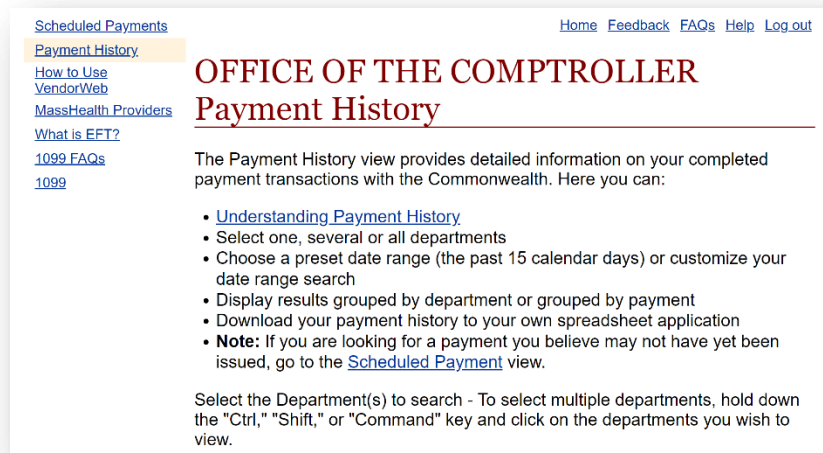 Scheduled Payments
Payment History
How to Use
VendorWeb
MassHealth Providers
What is EFT?
1099 FAQs
1099
Home Feedback FAQs Help Log out
OFFICE OF THE COMPTROLLER
Payment History
The Payment History view provides detailed information on your completed
payment transactions with the Commonwealth. Here you can:
• Understanding Payment History
• Select one, several or all departments
• Choose a preset date range (the past 15 calendar days) or customize your
date range search
• Display results grouped by department or grouped by payment
• Download your payment history to your own spreadsheet application
• Note: If you are looking for a payment you believe may not have yet been
issued, go to the Scheduled Payment view.
Select the Department(s) to search - To select multiple departments, hold down
the "Ctrl," "Shift," or "Command" key and click on the departments you wish to
view.